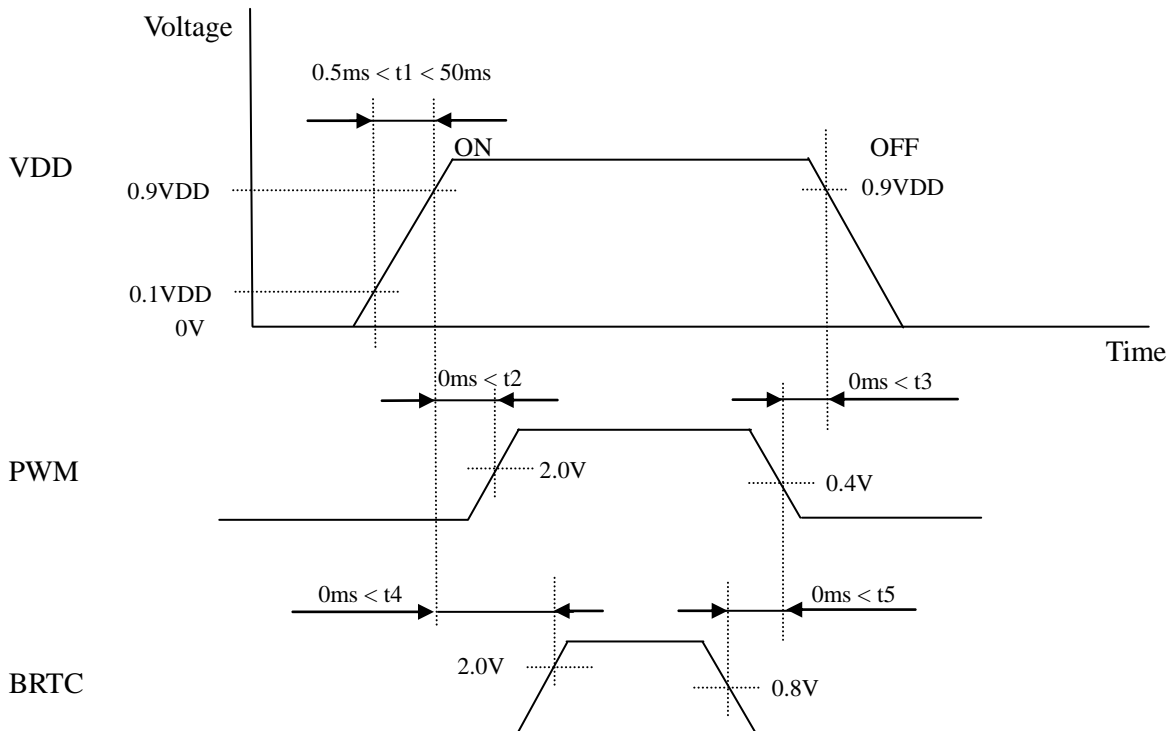 Voltage
0.5ms < t1 < 50ms
ON
OFF
VDD
0.9VDD
0.9VDD
0.1VDD
0V
Time
0ms < t2
0ms < t3
PWM
2.0V
0.4V
0ms < t4
0ms < t5
BRTC
2.0V
0.8V